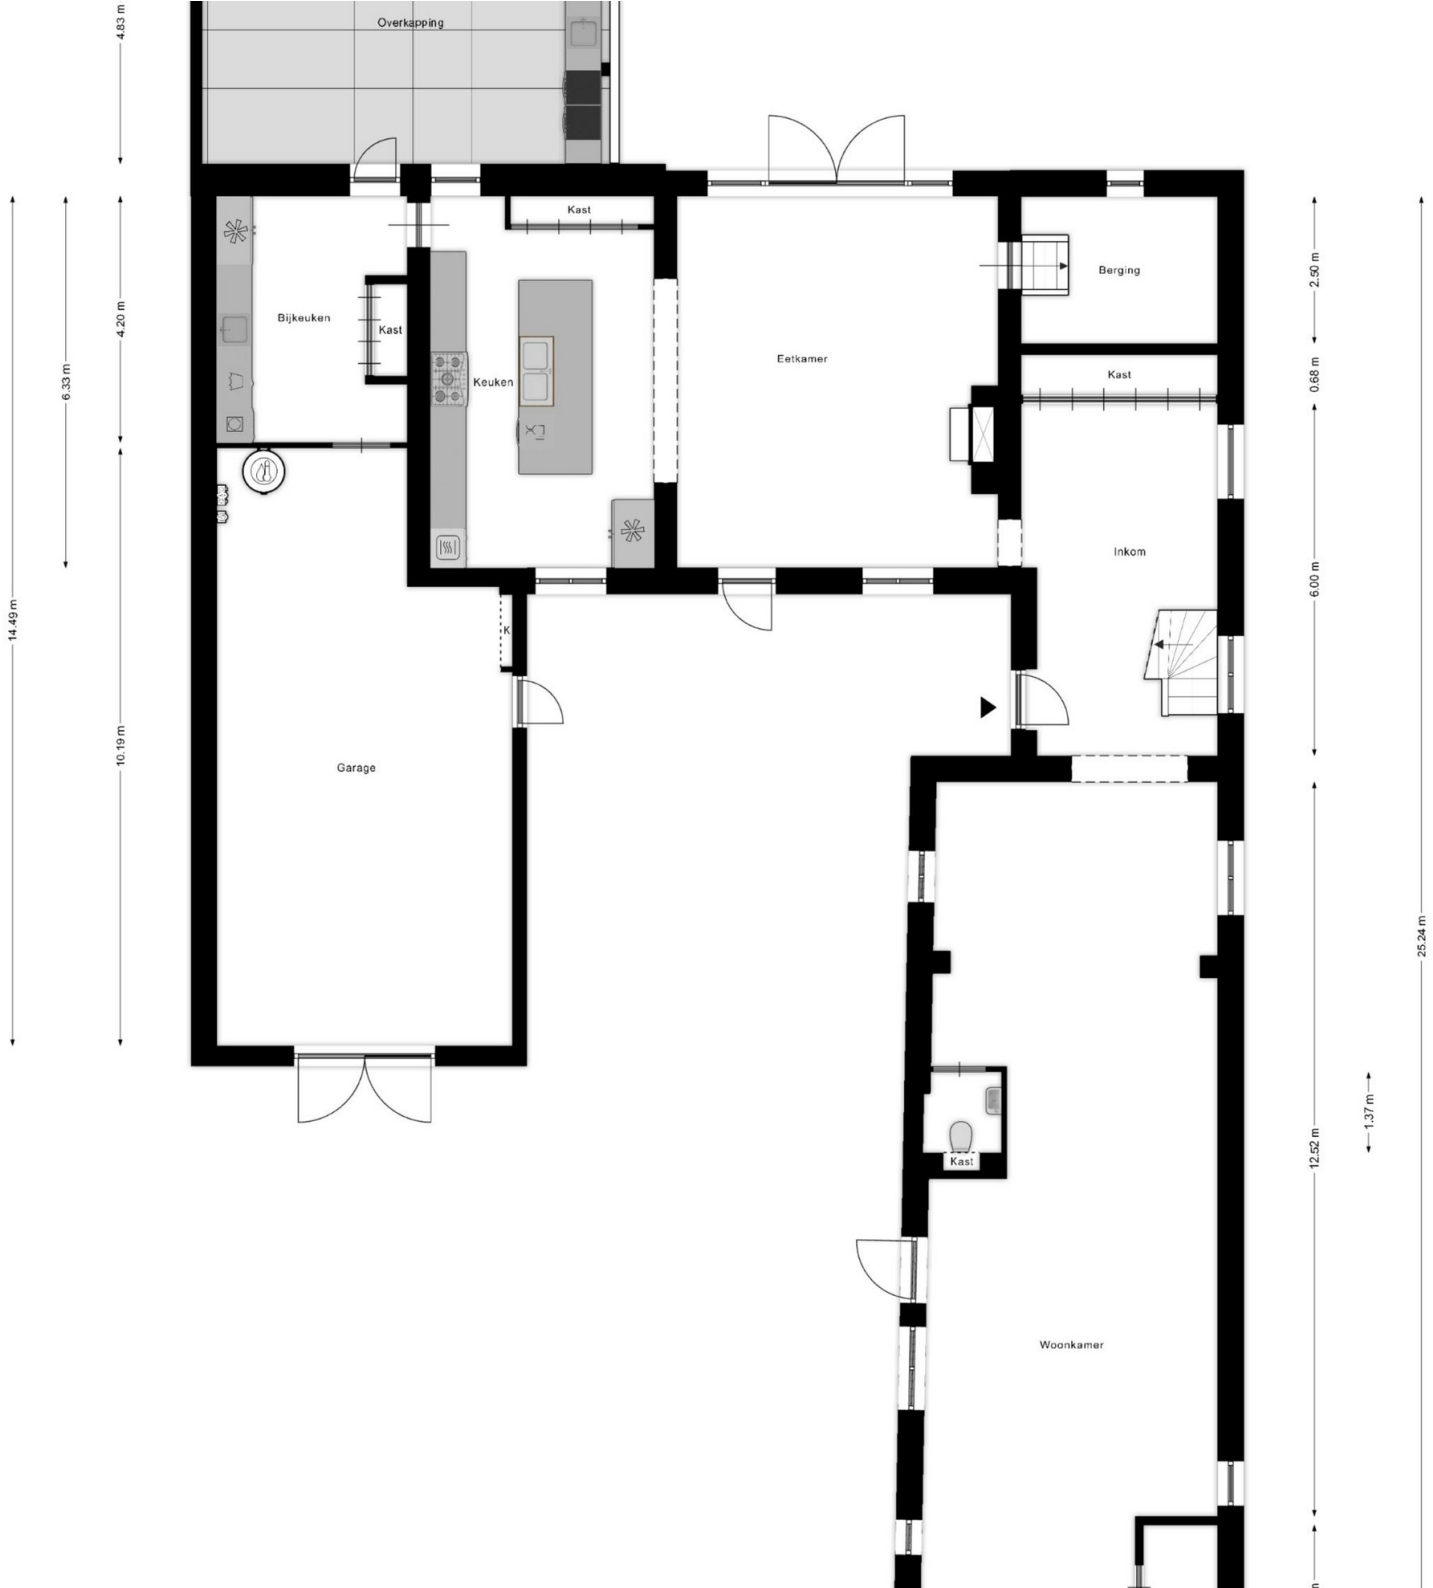 4.83 m
Overkapping
Kast
2.50 m
Berging
Bijkeuken
4.20 m
Kast
Eetkamer
Kast
0.68 m
6.33 m
Keuken
Inkom
6.00 m
14.49 m
K
10.19 m
Garage
25.24 m
1.37 m
12.52 m
Kast
Woonkamer